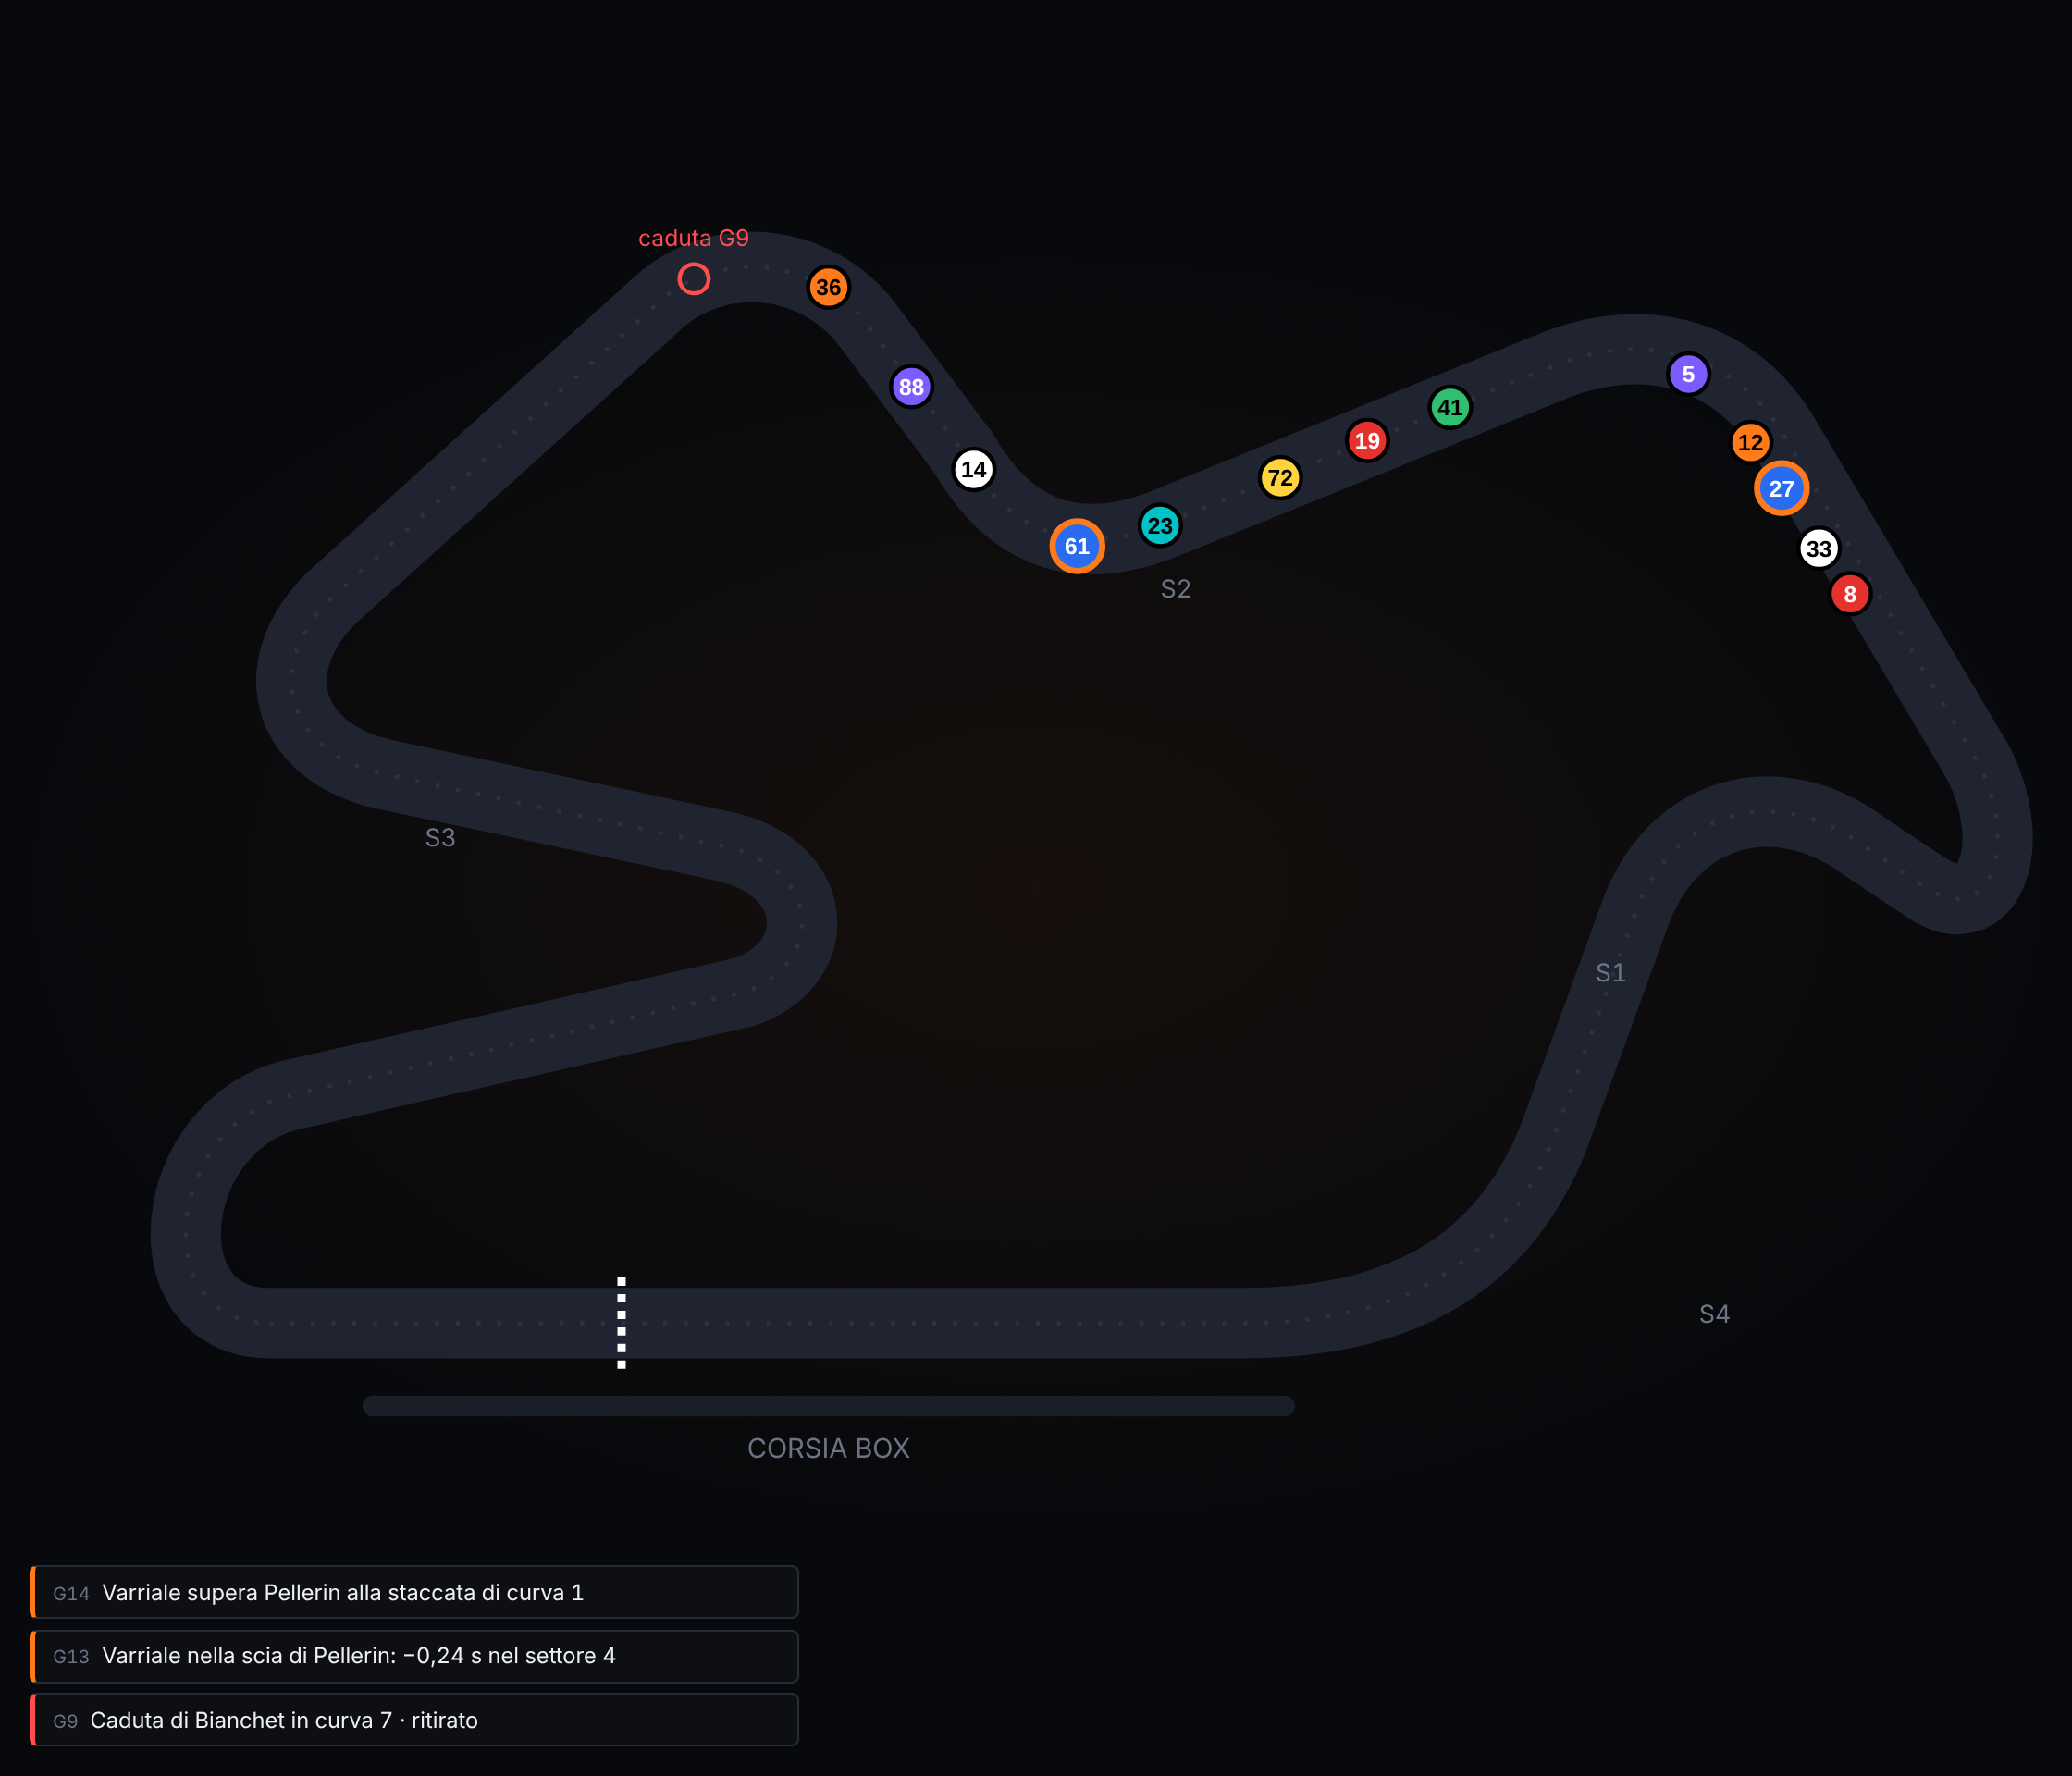 caduta G9
36
5
88
41
12
19
14
72
27
23
61
33
8
S2
S3
S1
S4
CORSIA BOX
G14 Varriale supera Pellerin alla staccata di curva 1
G13 Varriale nella scia di Pellerin: −0,24 s nel settore 4
G9 Caduta di Bianchet in curva 7 · ritirato